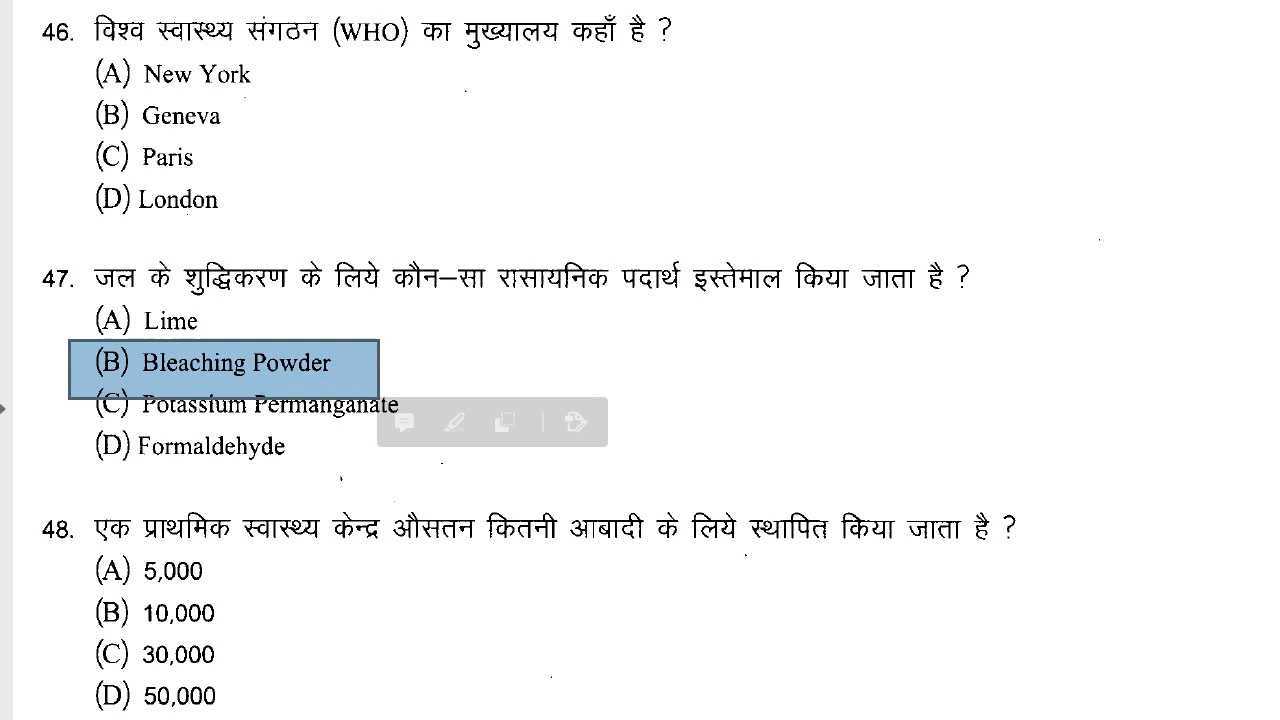 46. विश्व स्वास्थ्य संगठन (WHO) का मुख्यालय कहाँ है ?
(A) New York
(B) Geneva
(C) Paris
(D) London
47. जल के शुद्धिकरण के लिये कौन–सा रासायनिक पदार्थ इस्तेमाल किया जाता है ?
(A) Lime
(B) Bleaching Powder
(C) Potassium Permanganate
(D) Formaldehyde
48. एक प्राथमिक स्वास्थ्य केन्द्र औसतन कितनी आबादी के लिये स्थापित किया जाता है ?
(A) 5,000
(B) 10,000
(C) 30,000
(D) 50,000